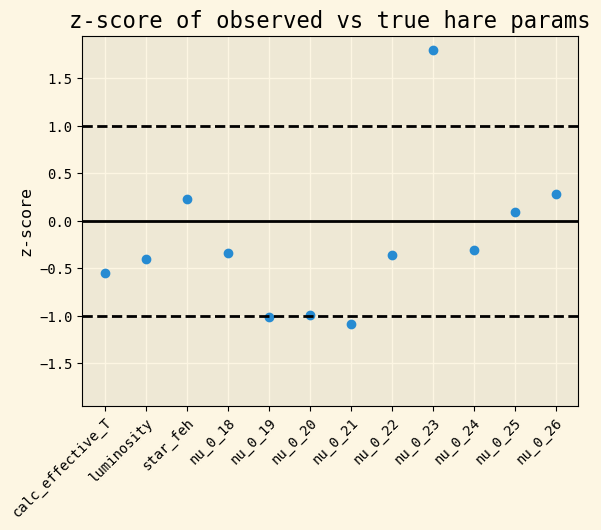 z-score of observed vs true hare params
z-score
1.5
1.0
0.5
0.0
−0.5
−1.0
−1.5
calc_effective_T
luminosity
star_feh
nu_0_18
nu_0_19
nu_0_20
nu_0_21
nu_0_22
nu_0_23
nu_0_24
nu_0_25
nu_0_26